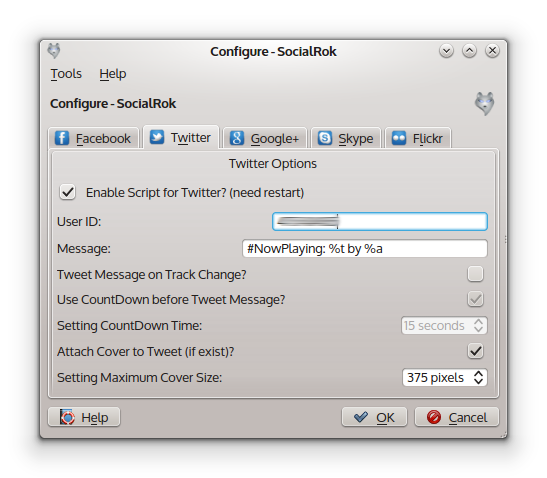 Configure - SocialRok
Tools Help
Configure - SocialRok
Facebook Twitter Google+ Skype Flickr
Twitter Options
Enable Script for Twitter? (need restart)
User ID:
Message: #NowPlaying: %t by %a
Tweet Message on Track Change?
Use CountDown before Tweet Message?
Setting CountDown Time: 15 seconds
Attach Cover to Tweet (if exist)?
Setting Maximum Cover Size: 375 pixels
Help OK Cancel